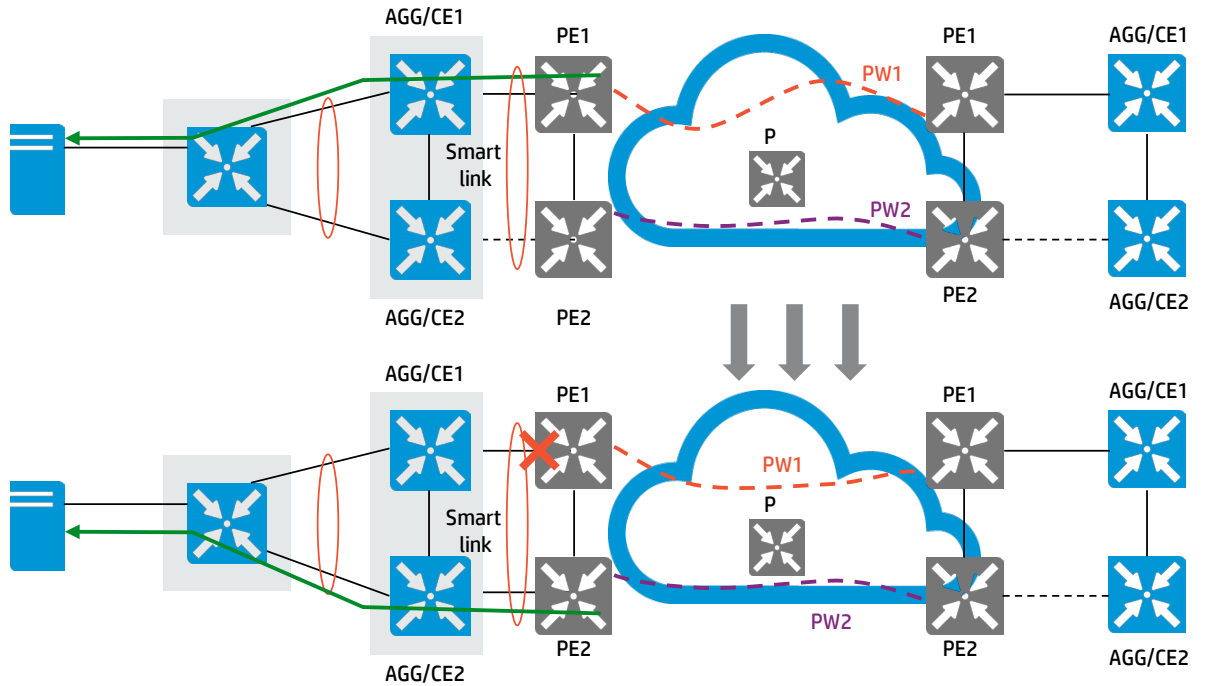 AGG/CE1
PE1
PE1
AGG/CE1
PW1
P
Smart
link
PW2
AGG/CE2
PE2
PE2
AGG/CE2
AGG/CE1
PE1
PE1
AGG/CE1
PW1
P
Smart
link
PW2
PE2
PE2
AGG/CE2
AGG/CE2